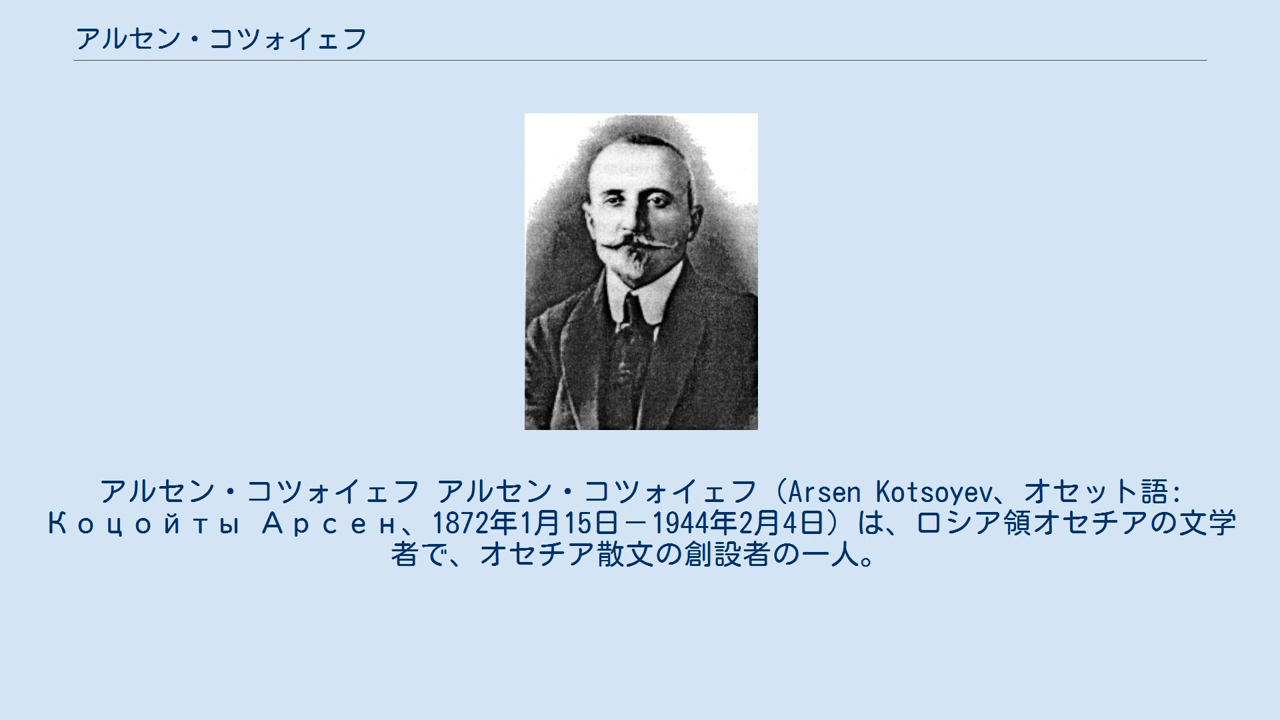 アルセン・コツォイェフ
アルセン・コツォイェフ アルセン・コツォイェフ（Arsen Kotsoyev、オセット語:
Коцойты Арсен、1872年1月15日－1944年2月4日）は、ロシア領オセチアの文学
者で、オセチア散文の創設者の一人。